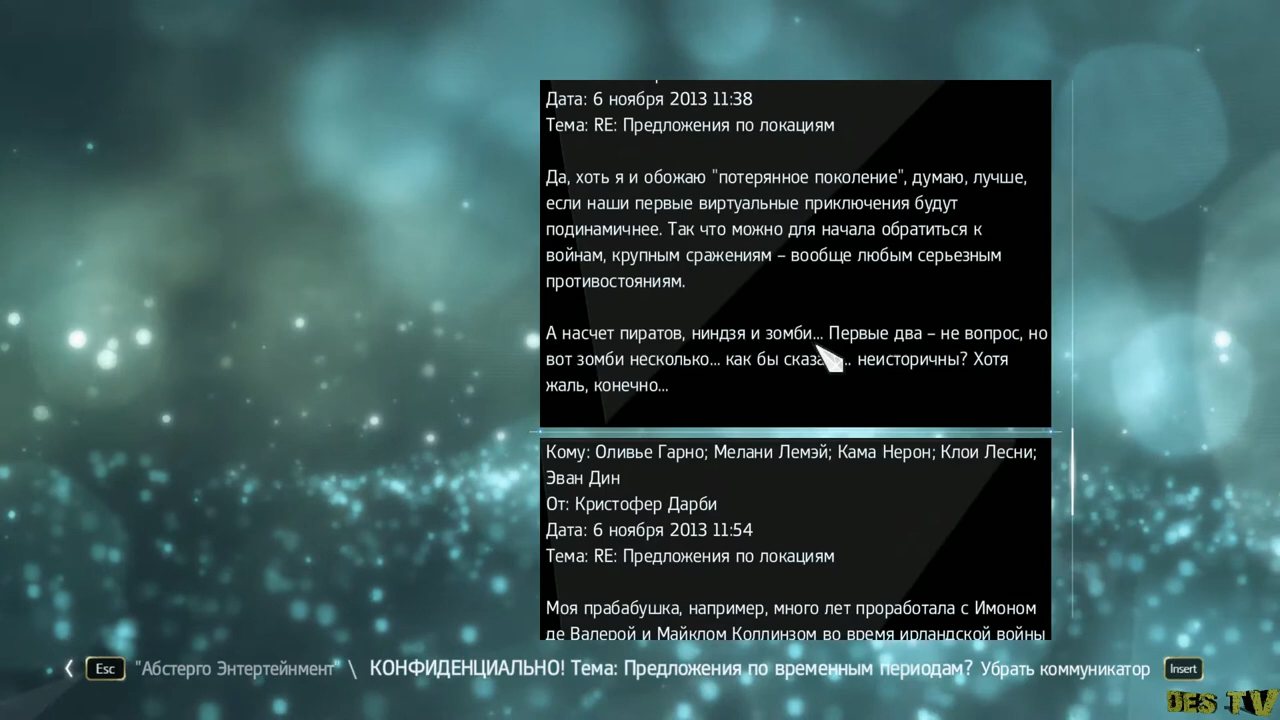 Дата: 6 ноября 2013 11:38
Тема: RE: Предложения по локациям
Да, хоть я и обожаю "потерянное поколение", думаю, лучше,
если наши первые виртуальные приключения будут
подинамичнее. Так что можно для начала обратиться к
войнам, крупным сражениям – вообще любым серьезным
противостояниям.
А насчет пиратов, ниндзя и зомби... Первые два – не вопрос, но
вот зомби несколько... как бы неисторичны? Хотя
жаль, конечно...
Кому: Оливье Гарно; Мелани Лемэй; Кама Нерон; Клои Лесни;
Эван Дин
От: Кристофер Дарби
Дата: 6 ноября 2013 11:54
Тема: RE: Предложения по локациям
Моя прабабушка, например, много лет проработала с Имоном
де Валерой и Майклом Коллинзом во время ирландской войны
Esc "Абстерго Энтертейнмент" \ КОНФИДЕНЦИАЛЬНО! Тема: Предложения по временным периодам? Убрать коммуникатор Insert
DES TV